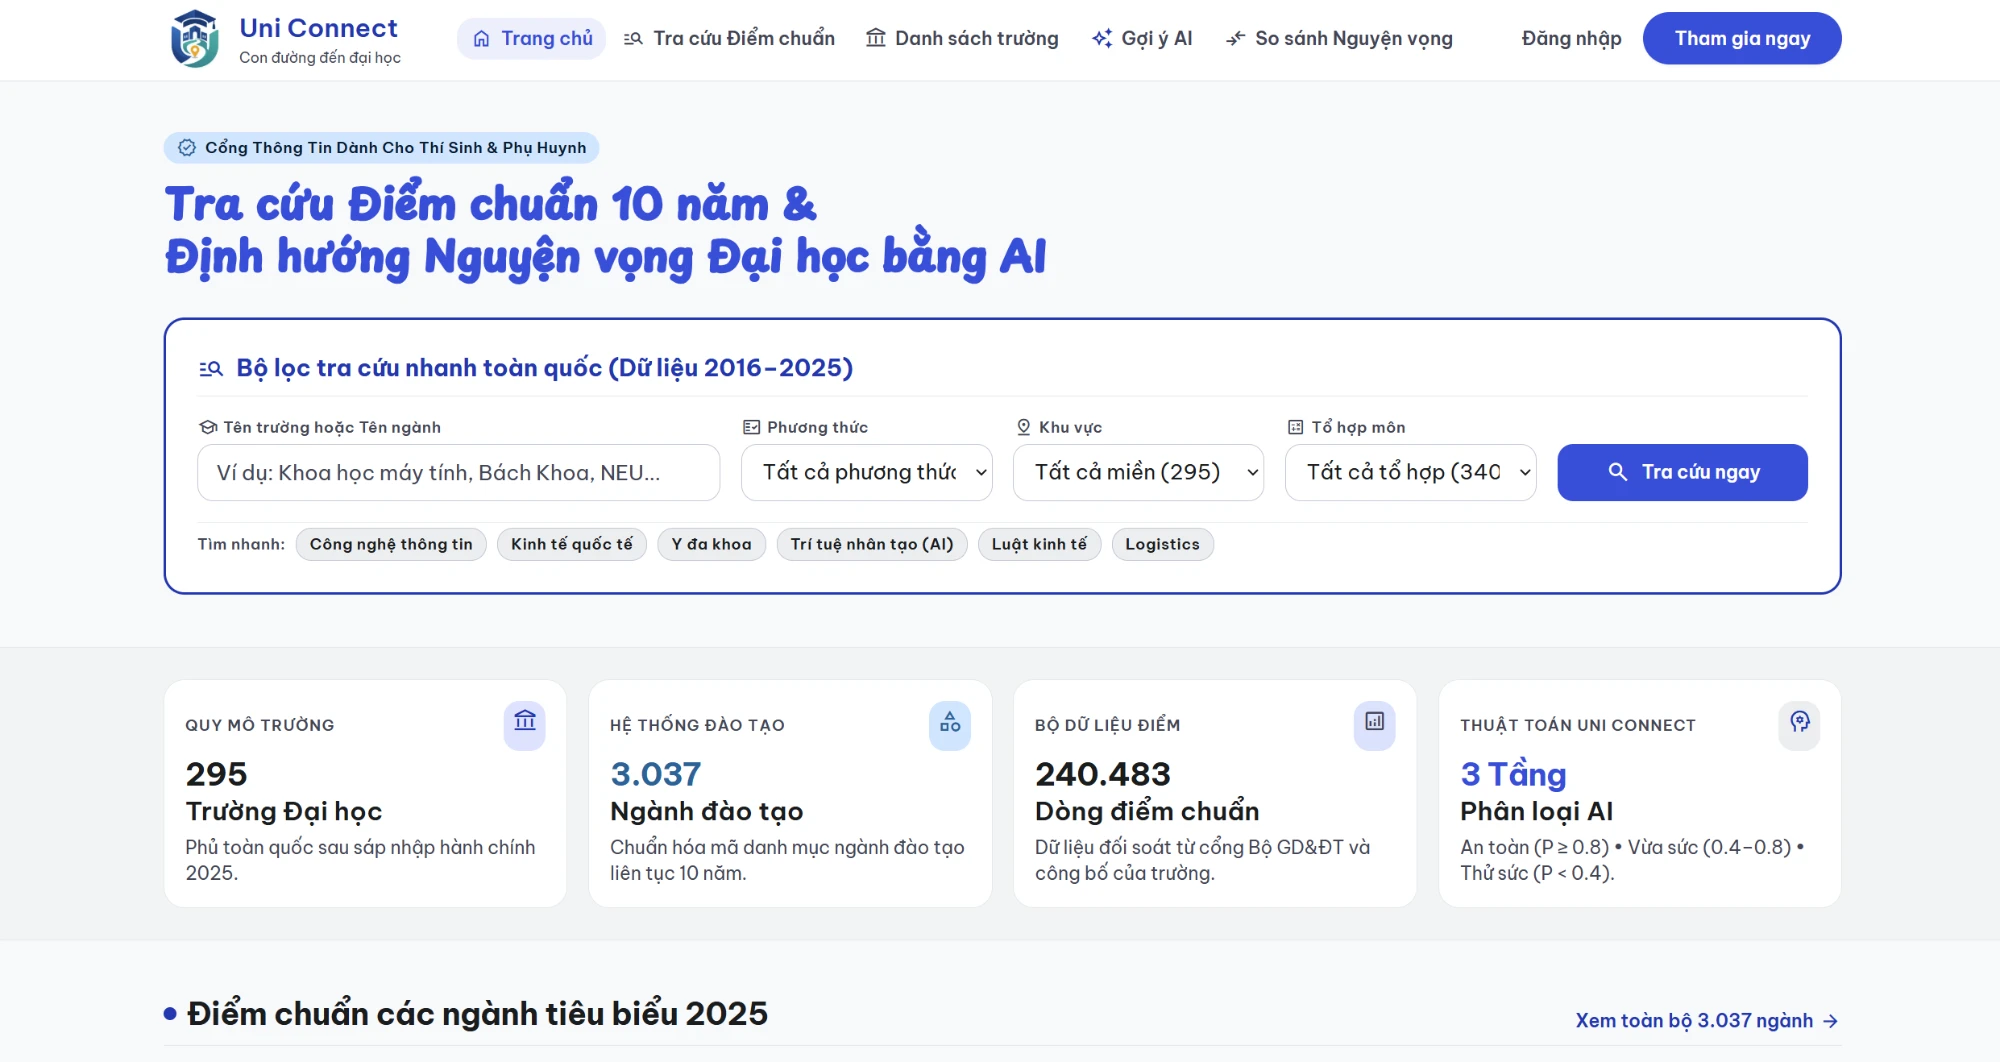 Uni Connect
Con đường đến đại học
Trang chủ
Tra cứu Điểm chuẩn
Danh sách trường
Gợi ý AI
So sánh Nguyện vọng
Đăng nhập
Tham gia ngay
Cổng Thông Tin Dành Cho Thí Sinh & Phụ Huynh
Tra cứu Điểm chuẩn 10 năm &
Định hướng Nguyện vọng Đại học bằng AI
Bộ lọc tra cứu nhanh toàn quốc (Dữ liệu 2016–2025)
Tên trường hoặc Tên ngành
Ví dụ: Khoa học máy tính, Bách Khoa, NEU...
Phương thức
Tất cả phương thức
Khu vực
Tất cả miền (295)
Tổ hợp môn
Tất cả tổ hợp (340
Tra cứu ngay
Tìm nhanh:
Công nghệ thông tin
Kinh tế quốc tế
Y đa khoa
Trí tuệ nhân tạo (AI)
Luật kinh tế
Logistics
QUY MÔ TRƯỜNG
295
Trường Đại học
Phủ toàn quốc sau sáp nhập hành chính
2025.
HỆ THỐNG ĐÀO TẠO
3.037
Ngành đào tạo
Chuẩn hóa mã danh mục ngành đào tạo
liên tục 10 năm.
BỘ DỮ LIỆU ĐIỂM
240.483
Dòng điểm chuẩn
Dữ liệu đối soát từ cổng Bộ GD&ĐT và
công bố của trường.
THUẬT TOÁN UNI CONNECT
3 Tầng
Phân loại AI
An toàn (P ≥ 0.8) • Vừa sức (0.4–0.8) •
Thử sức (P < 0.4).
Điểm chuẩn các ngành tiêu biểu 2025
Xem toàn bộ 3.037 ngành →